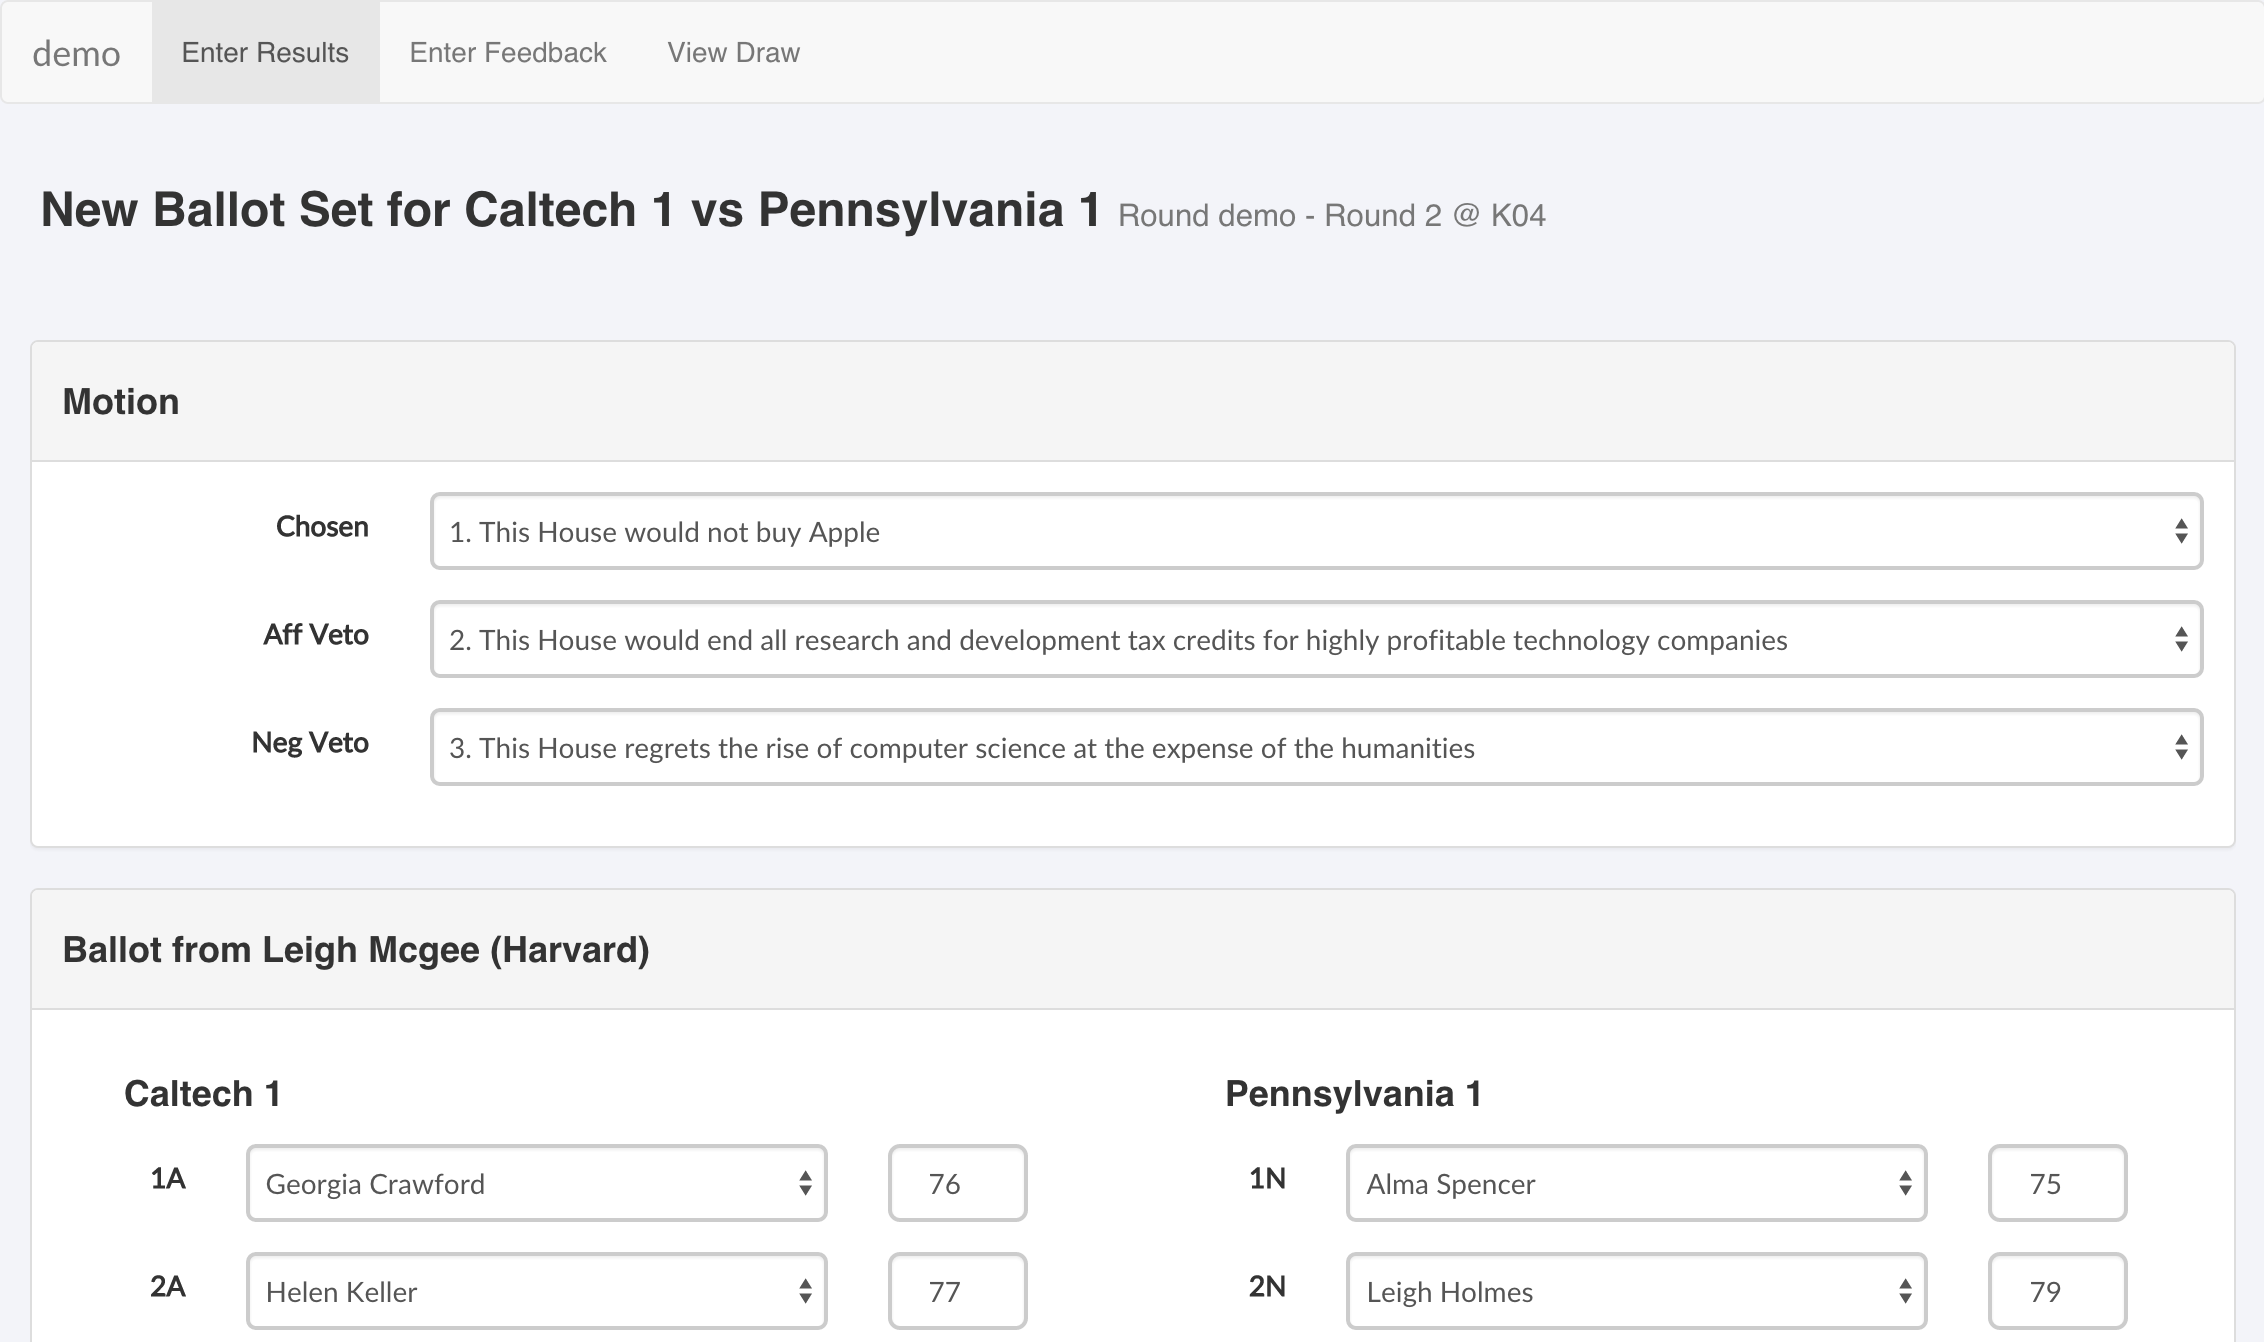 demo Enter Results Enter Feedback View Draw
New Ballot Set for Caltech 1 vs Pennsylvania 1 Round demo - Round 2 @ K04
Motion
Chosen 1. This House would not buy Apple
Aff Veto 2. This House would end all research and development tax credits for highly profitable technology companies
Neg Veto 3. This House regrets the rise of computer science at the expense of the humanities
Ballot from Leigh Mcgee (Harvard)
Caltech 1 Pennsylvania 1
1A Georgia Crawford 76 1N Alma Spencer 75
2A Helen Keller 77 2N Leigh Holmes 79